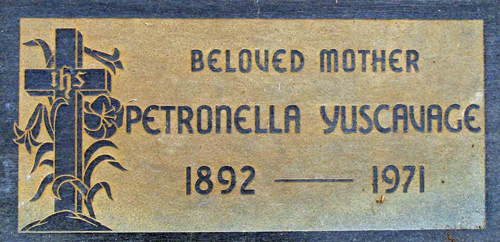 BELOVED MOTHER
IHS
PETRONELLA YUSCAVAGE
1892 — 1971